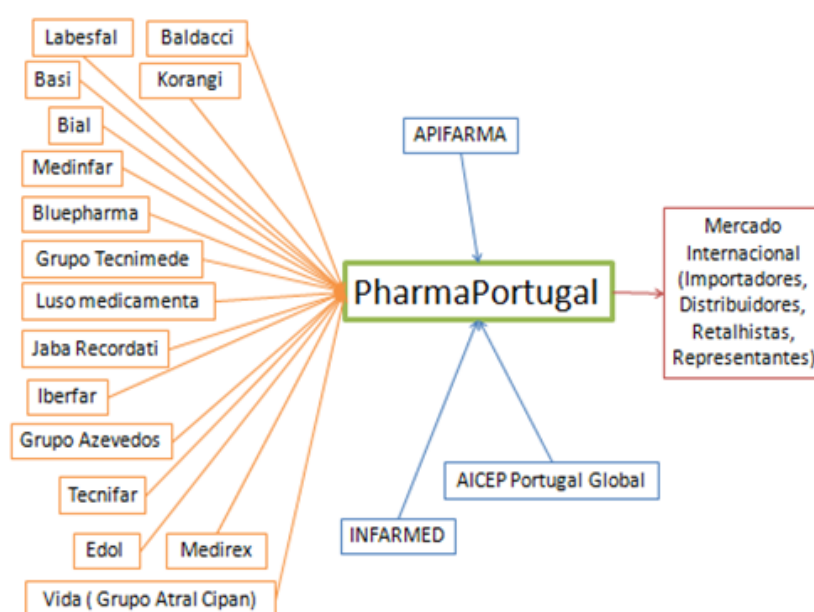 Labesfal
Baldacci
Basi
Korangi
Bial
APIFARMA
Medinfar
Bluepharma
Mercado
Internacional
(Importadores,
Distribuidores,
Retalhistas,
Representantes)
Grupo Tecnimede
PharmaPortugal
Luso medicamenta
Jaba Recordati
Iberfar
Grupo Azevedos
AICEP Portugal Global
Tecnifar
INFARMED
Edol
Medirex
Vida ( Grupo Atral Cipan)